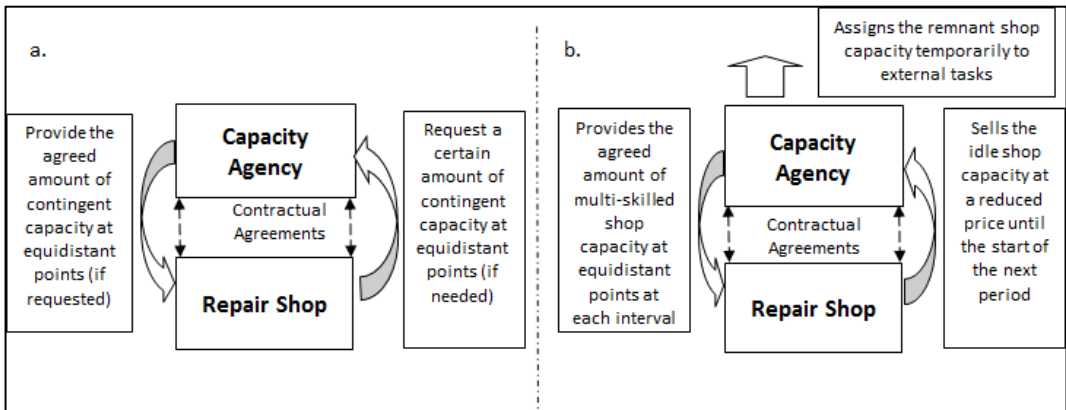 a.
Provide the
agreed
amount of
contingent
capacity at
equidistant
points (if
requested)
Capacity
Agency
Contractual
Agreements
Repair Shop
Request a
certain
amount of
contingent
capacity at
equidistant
points (if
needed)
b.
Assigns the remnant shop
capacity temporarily to
external tasks
Provides the
agreed
amount of
multi-skilled
shop
capacity at
equidistant
points at
each interval
Capacity
Agency
Contractual
Agreements
Repair Shop
Sells the
idle shop
capacity at
a reduced
price until
the start of
the next
period